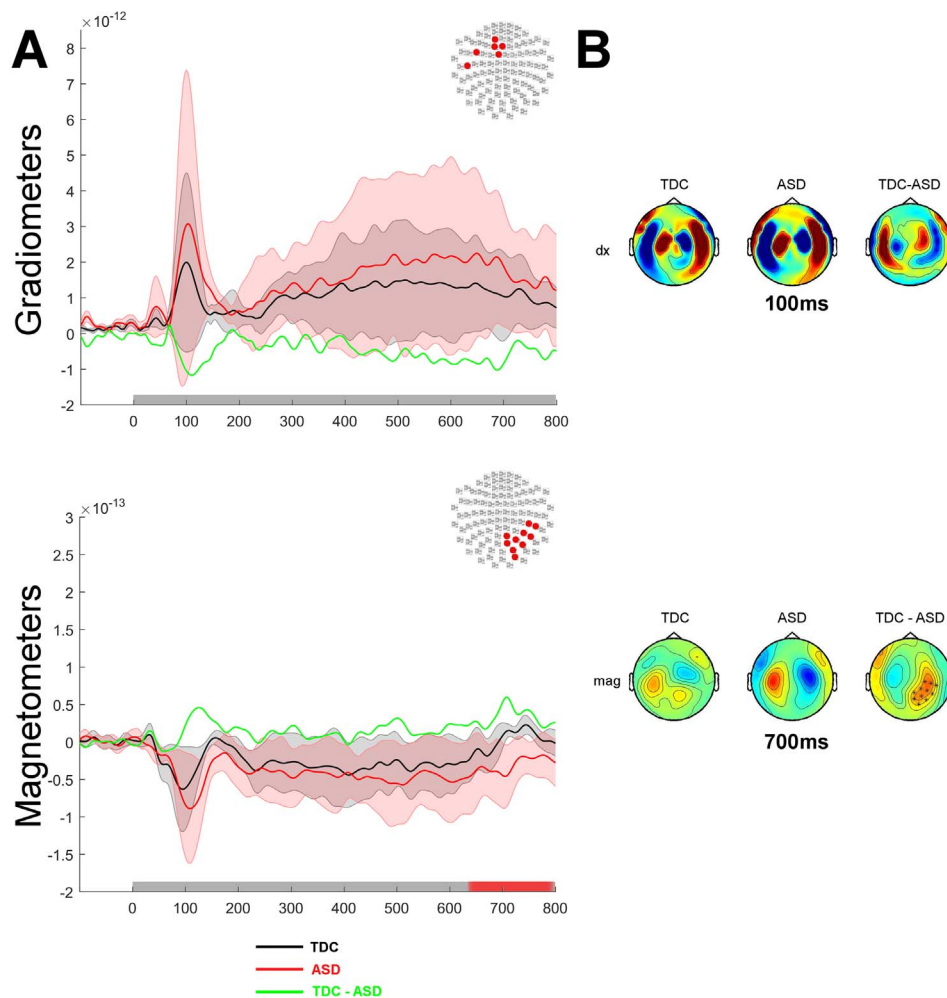 A
B
× 10⁻¹²
8
7
6
5
4
3
2
1
0
-1
-2
Gradiometers
0 100 200 300 400 500 600 700 800
TDC ASD TDC-ASD
dx
100ms
× 10⁻¹³
3
2.5
2
1.5
1
0.5
0
-0.5
-1
-1.5
-2
Magnetometers
0 100 200 300 400 500 600 700 800
TDC ASD TDC - ASD
mag
700ms
TDC
ASD
TDC - ASD